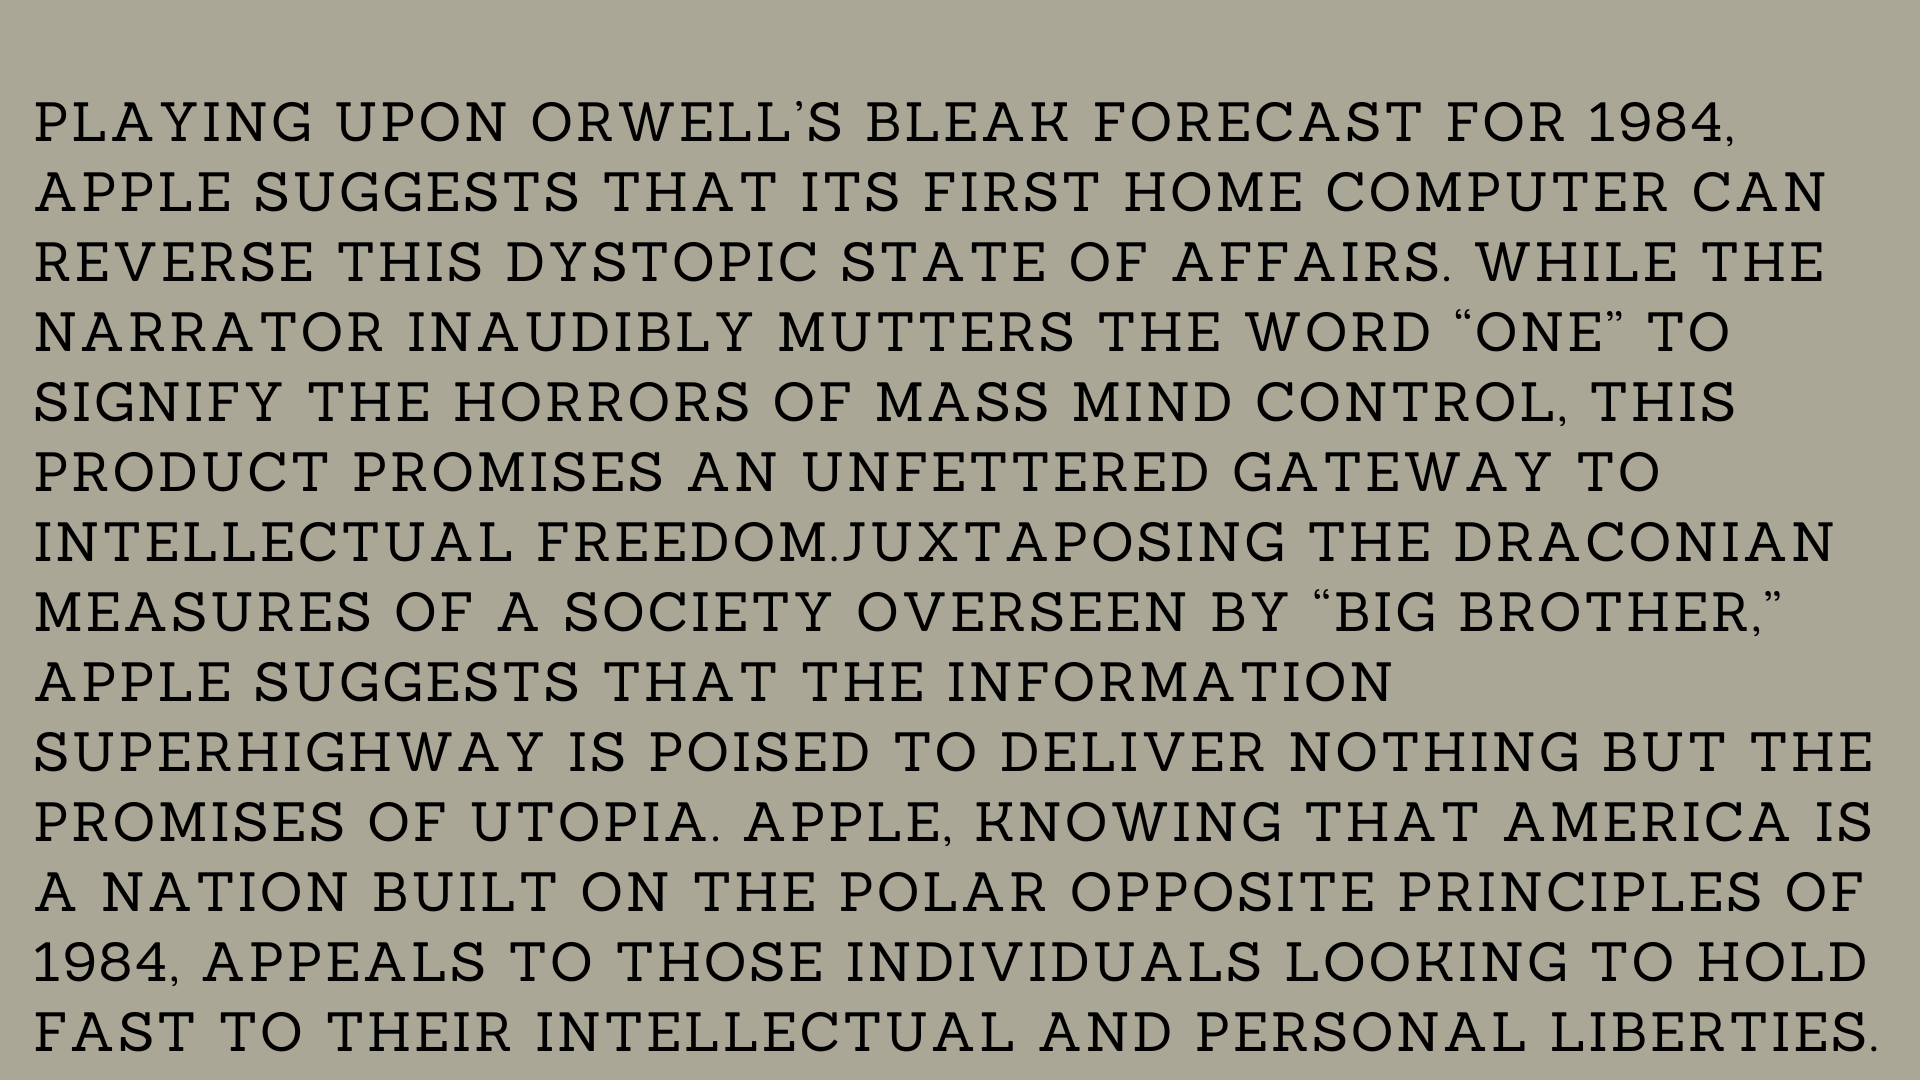 PLAYING UPON ORWELL’S BLEAK FORECAST FOR 1984,
APPLE SUGGESTS THAT ITS FIRST HOME COMPUTER CAN
REVERSE THIS DYSTOPIC STATE OF AFFAIRS. WHILE THE
NARRATOR INAUDIBLY MUTTERS THE WORD “ONE” TO
SIGNIFY THE HORRORS OF MASS MIND CONTROL, THIS
PRODUCT PROMISES AN UNFETTERED GATEWAY TO
INTELLECTUAL FREEDOM.JUXTAPOSING THE DRACONIAN
MEASURES OF A SOCIETY OVERSEEN BY “BIG BROTHER,”
APPLE SUGGESTS THAT THE INFORMATION
SUPERHIGHWAY IS POISED TO DELIVER NOTHING BUT THE
PROMISES OF UTOPIA. APPLE, KNOWING THAT AMERICA IS
A NATION BUILT ON THE POLAR OPPOSITE PRINCIPLES OF
1984, APPEALS TO THOSE INDIVIDUALS LOOKING TO HOLD
FAST TO THEIR INTELLECTUAL AND PERSONAL LIBERTIES.